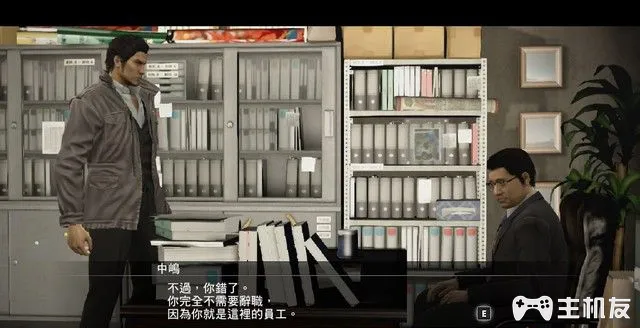 中嶋
不過，你錯了。
你完全不需要辭職，
因為你就是這裡的員工。
E
主机友